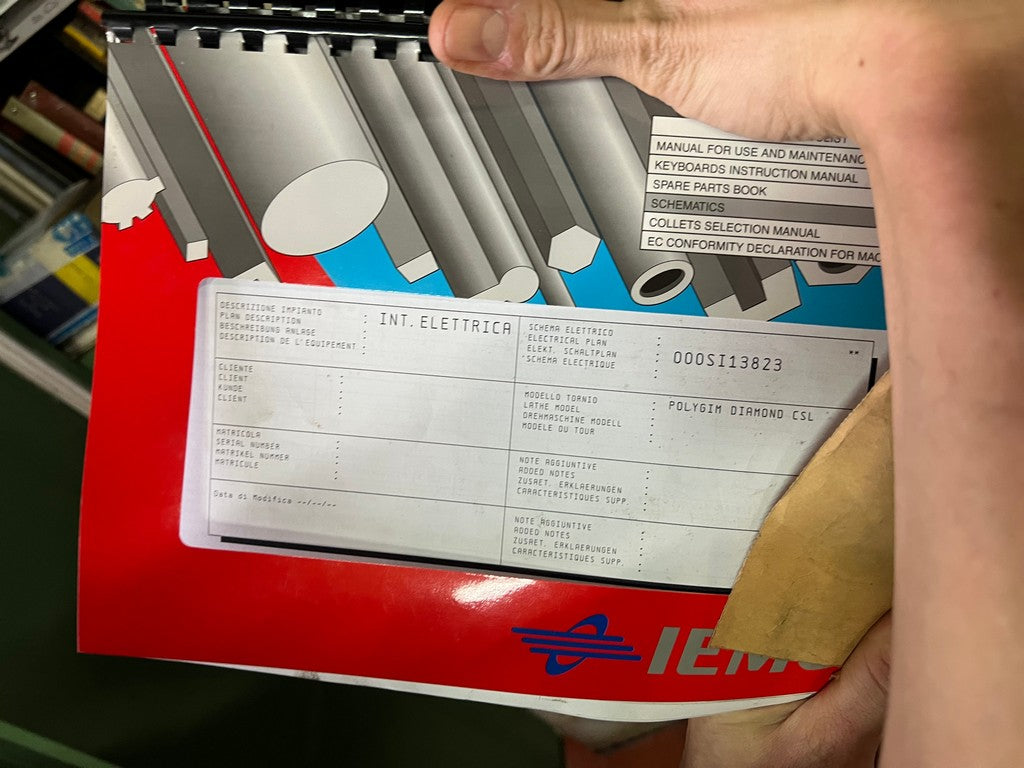 MANUAL FOR USE AND MAINTENANC
KEYBOARDS INSTRUCTION MANUAL
SPARE PARTS BOOK
SCHEMATICS
COLLETS SELECTION MANUAL
EC CONFORMITY DECLARATION FOR MAC
DESCRIZIONE IMPIANTO
PLAN DESCRIPTION :
BESCHREIBUNG ANLAGE :
DESCRIPTION DE L'EQUIPEMENT :
INT. ELETTRICA
SCHEMA ELETTRICO :
ELECTRICAL PLAN :
ELEKT. SCHALTPLAN :
SCHEMA ELECTRIQUE :
**
000SI13823
CLIENTE :
CLIENT :
KUNDE :
CLIENT :
MODELLO TORNIO :
LATHE MODEL :
DREHMASCHINE MODELL :
MODELE DU TOUR :
POLYGIM DIAMOND CSL
MATRICOLA :
SERIAL NUMBER :
MATRIKEL NUMMER :
MATRICULE :
NOTE AGGIUNTIVE :
ADDED NOTES :
ZUSAET. ERKLAERUNGEN :
CARACTERISTIQUES SUPP. :
Data di Modifica --/--/--
NOTE AGGIUNTIVE :
ADDED NOTES :
ZUSAET. ERKLAERUNGEN :
CARACTERISTIQUES SUPP. :